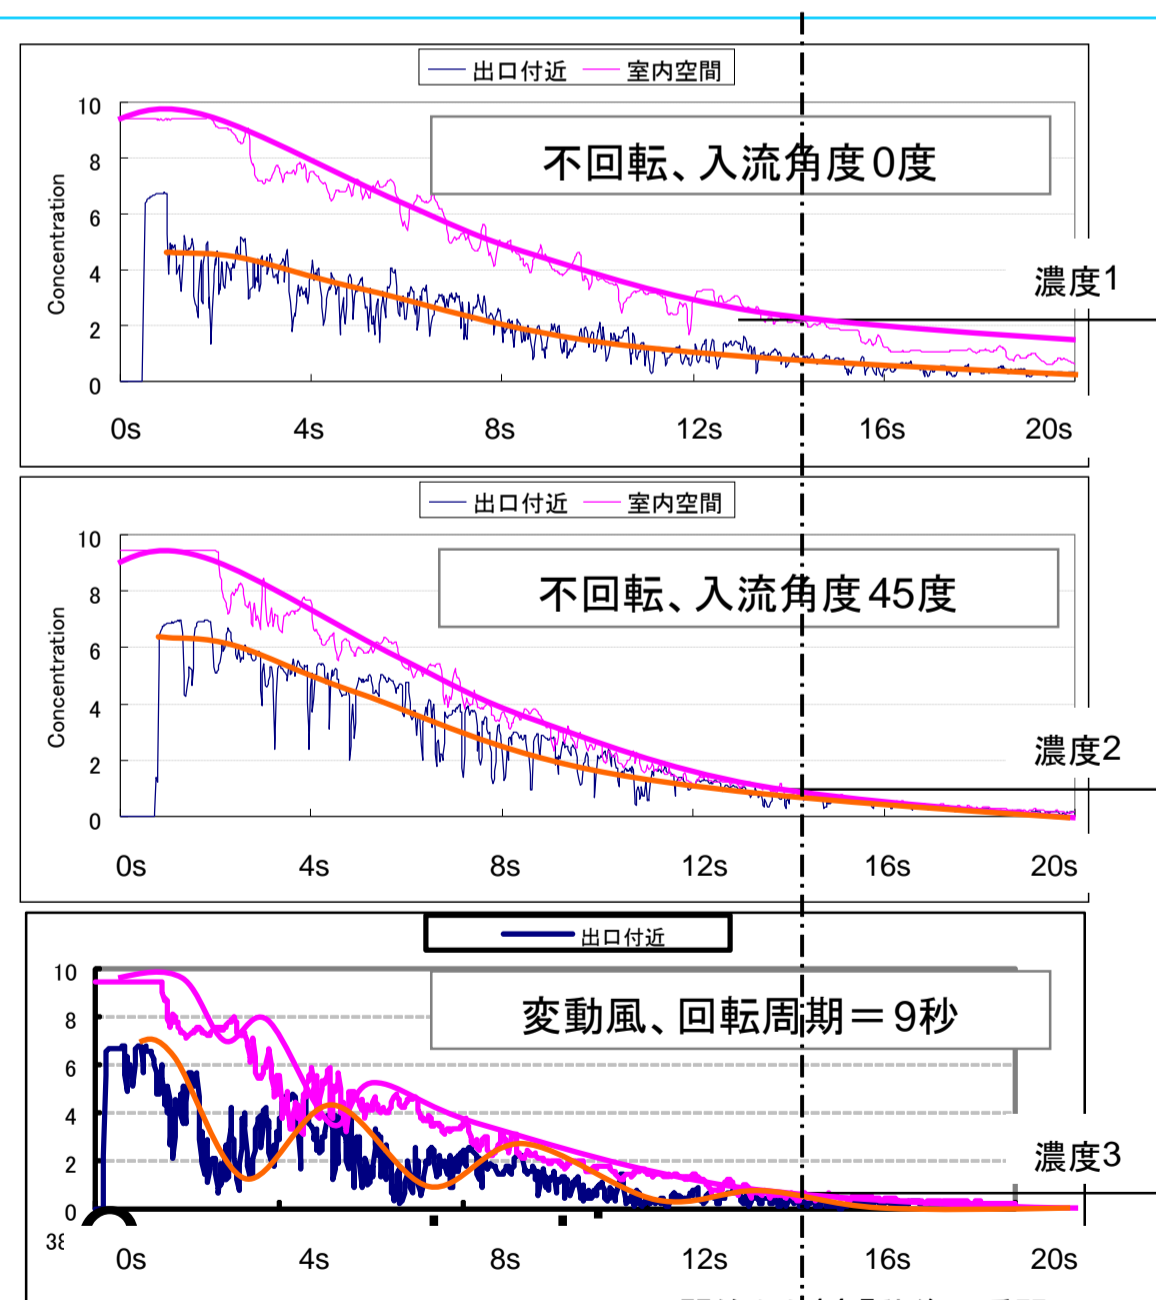 出口付近 室内空間
不回転、入流角度0度
Concentration
10
8
6
4
2
0
0s 4s 8s 12s 16s 20s
濃度1
出口付近 室内空間
不回転、入流角度45度
Concentration
10
8
6
4
2
0
0s 4s 8s 12s 16s 20s
濃度2
出口付近
変動風、回転周期＝9秒
10
8
6
4
2
0
38
0s 4s 8s 12s 16s 20s
濃度3